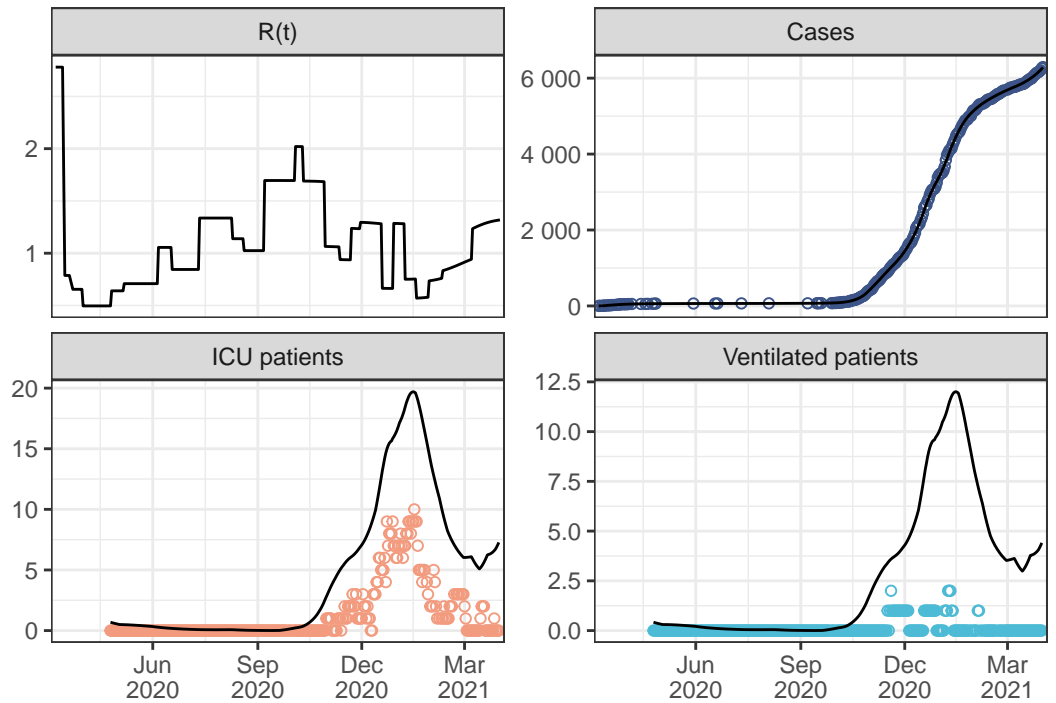 R(t)
Cases
2
1
6 000
4 000
2 000
0
ICU patients
Ventilated patients
20
15
10
5
0
12.5
10.0
7.5
5.0
2.5
0.0
Jun
2020
Sep
2020
Dec
2020
Mar
2021
Jun
2020
Sep
2020
Dec
2020
Mar
2021